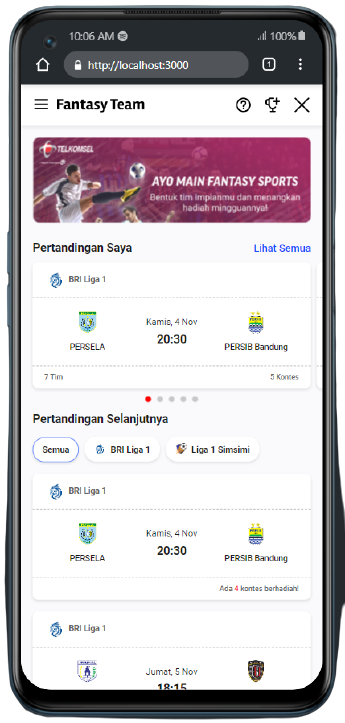 10:06 AM
100%
http://localhost:3000
1
Fantasy Team
TELKOMSEL
AYO MAIN FANTASY SPORTS
Bentuk tim impianmu dan menangkan
hadiah mingguannya!
Pertandingan Saya
Lihat Semua
BRI Liga 1
Kamis, 4 Nov
20:30
PERSELA
PERSIB Bandung
7 Tim
5 Kontes
Pertandingan Selanjutnya
Semua
BRI Liga 1
Liga 1 Simsimi
BRI Liga 1
Kamis, 4 Nov
20:30
PERSELA
PERSIB Bandung
Ada 4 kontes berhadiah!
BRI Liga 1
Jumat, 5 Nov
18:15